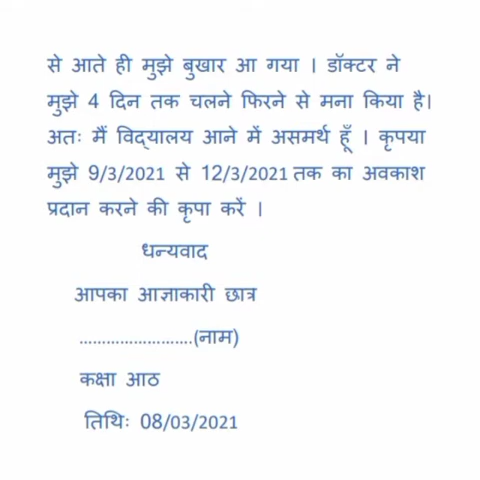 से आते ही मुझे बुखार आ गया । डॉक्टर ने
मुझे 4 दिन तक चलने फिरने से मना किया है।
अतः मैं विद्‌यालय आने में असमर्थ हूँ । कृपया
मुझे 9/3/2021 से 12/3/2021 तक का अवकाश
प्रदान करने की कृपा करें ।
धन्यवाद
आपका आज्ञाकारी छात्र
.........................(नाम)
कक्षा आठ
तिथिः 08/03/2021